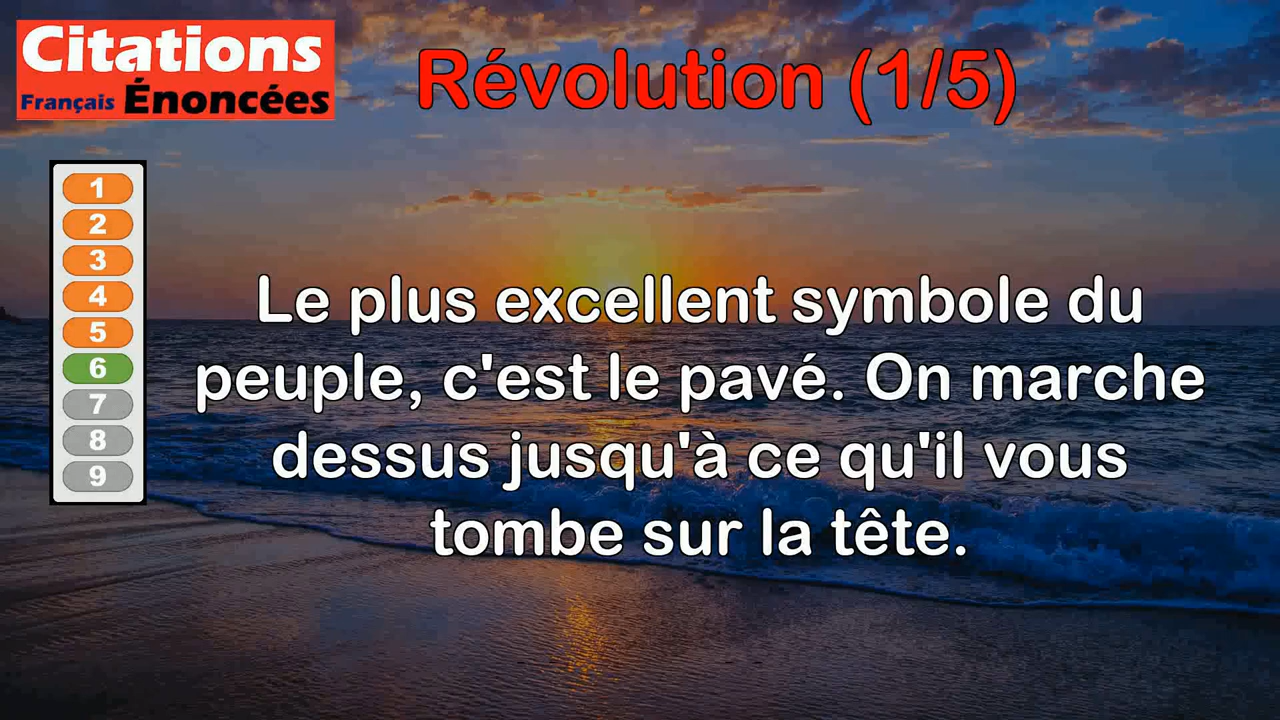 Citations
Français Énoncées
Révolution (1/5)
1
2
3
4
5
6
7
8
9
Le plus excellent symbole du
peuple, c'est le pavé. On marche
dessus jusqu'à ce qu'il vous
tombe sur la tête.